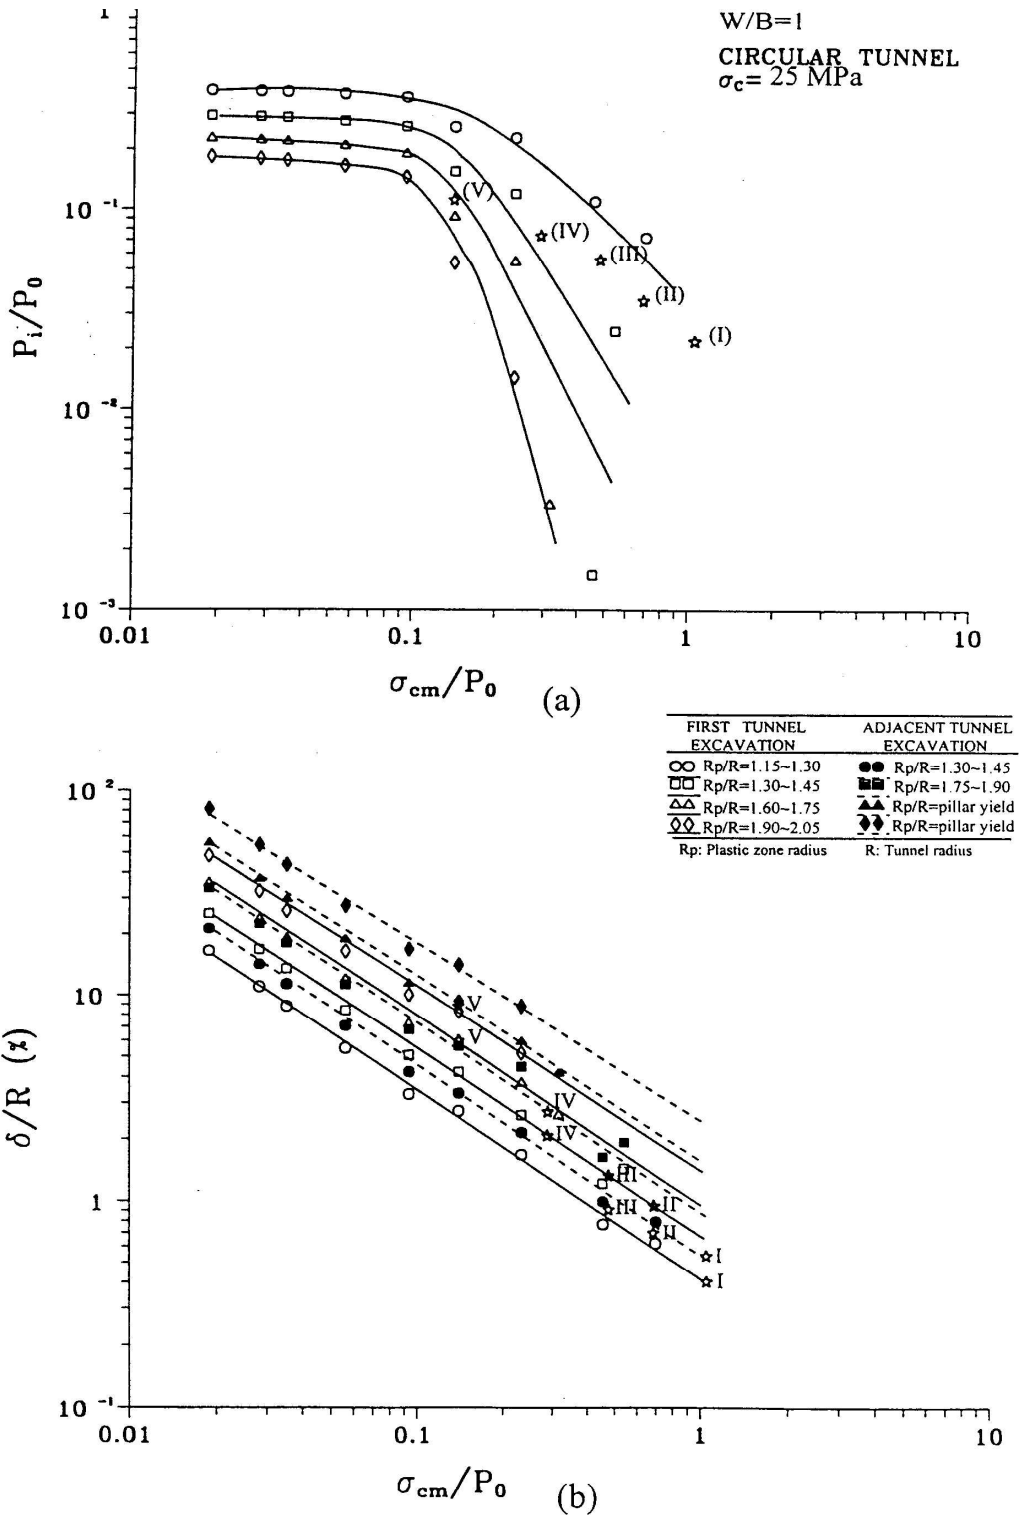 1
W/B=1
CIRCULAR TUNNEL
σc= 25 MPa
10 -1
(V)
(IV)
(III)
(II)
(I)
Pi/P0
10 -2
10 -3
0.01
0.1
1
10
σcm/P0
(a)
FIRST TUNNEL EXCAVATION
ADJACENT TUNNEL EXCAVATION
Rp/R=1.15~1.30
Rp/R=1.30~1.45
Rp/R=1.30~1.45
Rp/R=1.75~1.90
Rp/R=1.60~1.75
Rp/R=pillar yield
Rp/R=1.90~2.05
Rp/R=pillar yield
Rp: Plastic zone radius
R: Tunnel radius
10 2
10
V
V
δ/R (%)
IV
IV
III
III
II
II
1
I
I
10 -1
0.01
0.1
1
10
σcm/P0
(b)